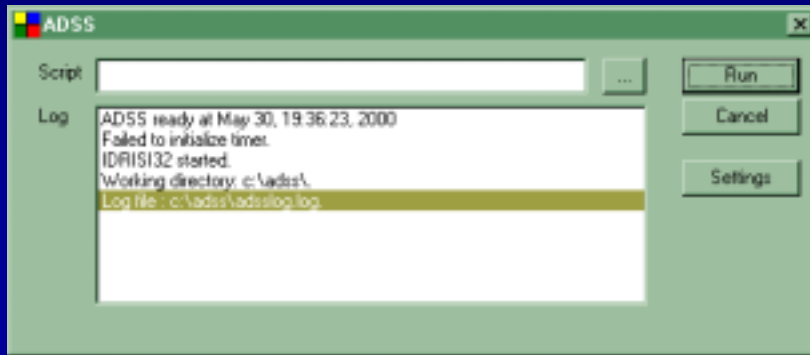 ADSS
Script
...
Run
Log
ADSS ready at May 30, 19:36:23, 2000
Failed to initialize timer.
IDRISI32 started.
Working directory: c:\adss\.
Log file : c:\adss\adsslog.log.
Cancel
Settings